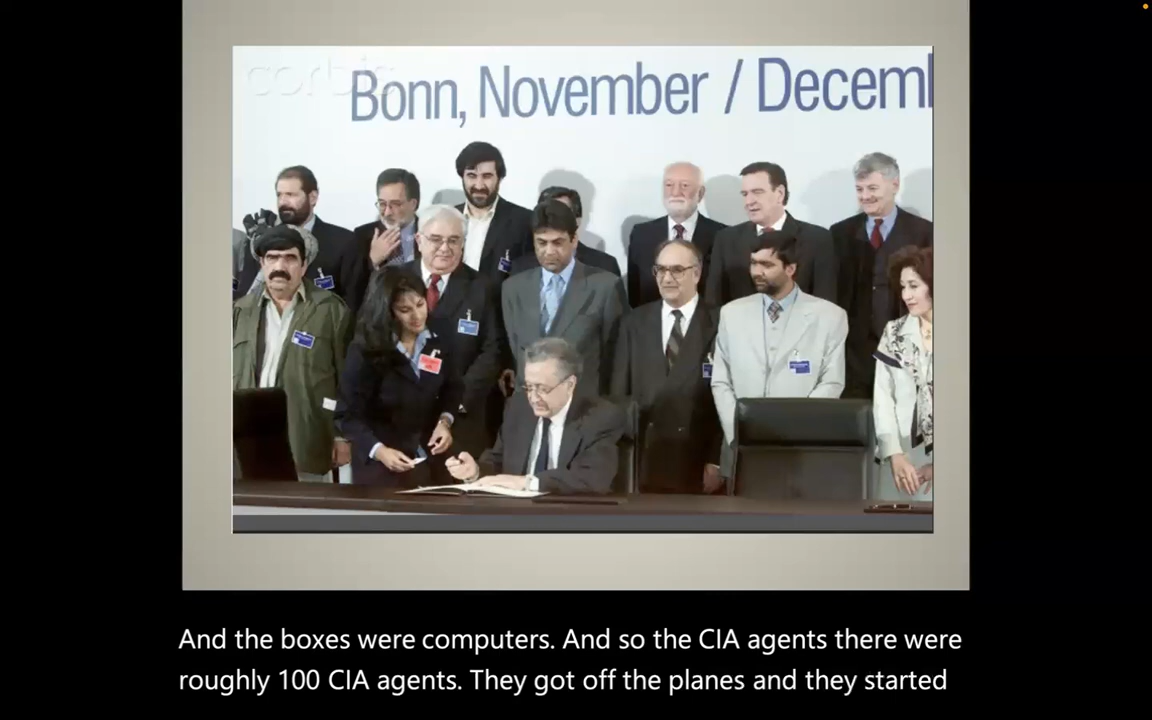 corbis
Bonn, November / Decem
And the boxes were computers. And so the CIA agents there were
roughly 100 CIA agents. They got off the planes and they started